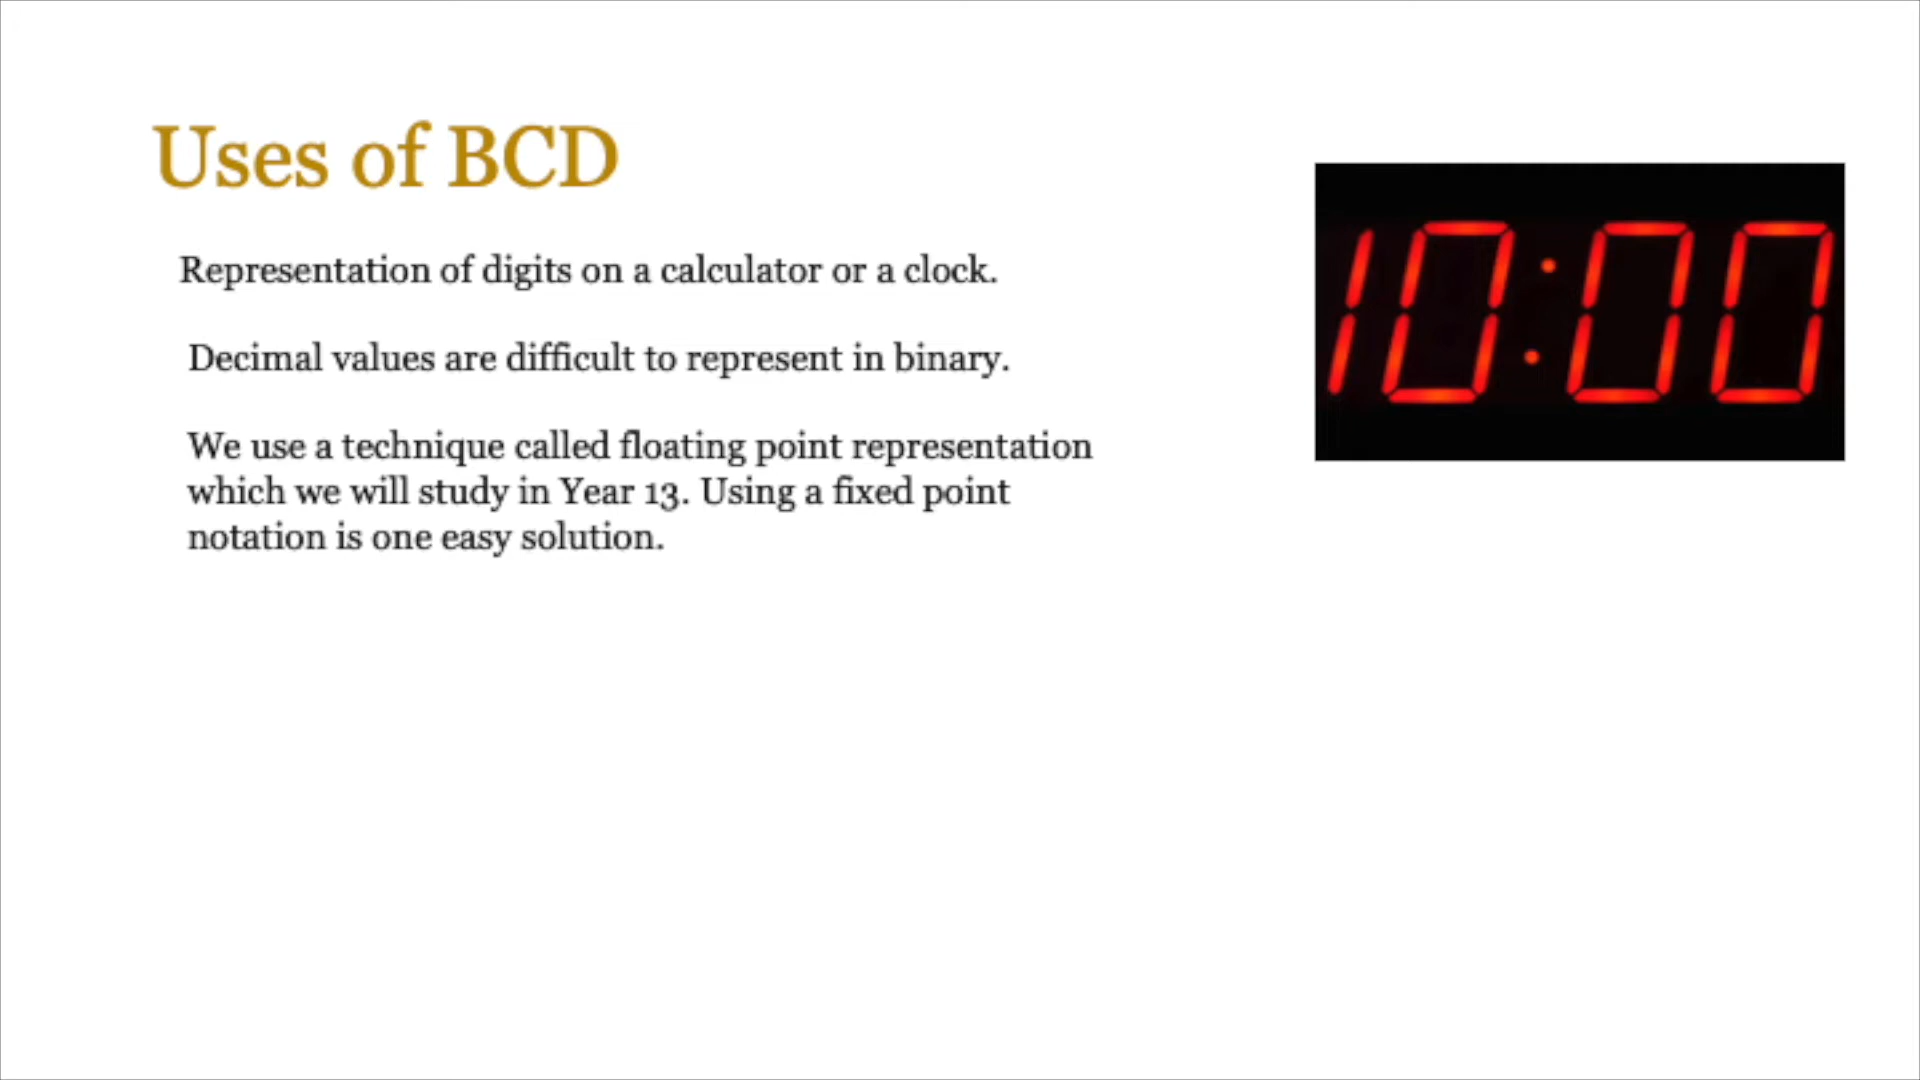 Uses of BCD
Representation of digits on a calculator or a clock.
Decimal values are difficult to represent in binary.
We use a technique called floating point representation
which we will study in Year 13. Using a fixed point
notation is one easy solution.
10:00